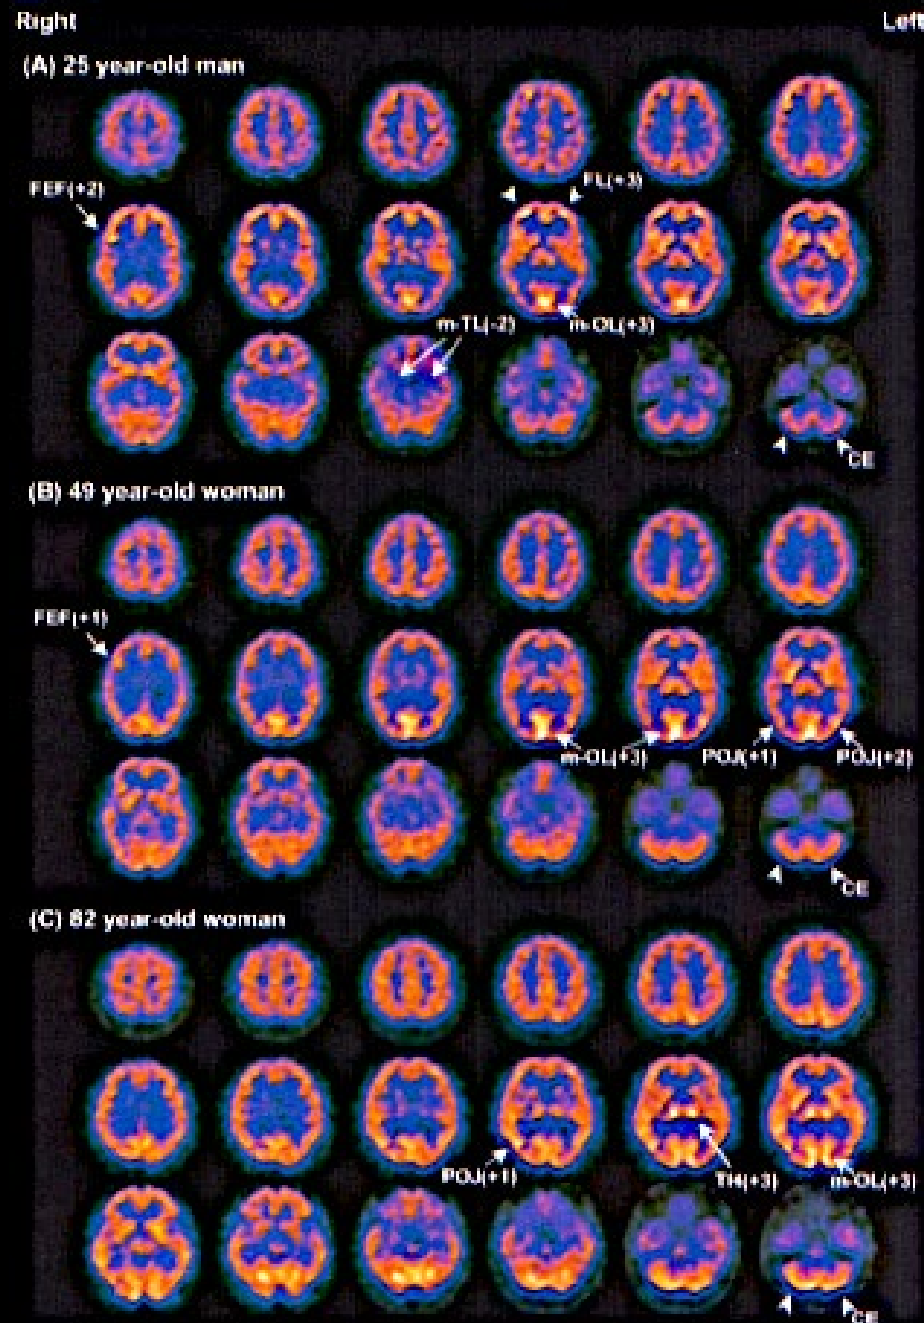 Right Left
(A) 25 year-old man
FEF(+2)
FL(+3)
m-TL(-2) m-OL(+3)
CE
(B) 49 year-old woman
FEF(+1)
m-OL(+3) POJ(+1) POJ(+2)
CE
(C) 82 year-old woman
POJ(+1) TH(+3) m-OL(+3)
CE